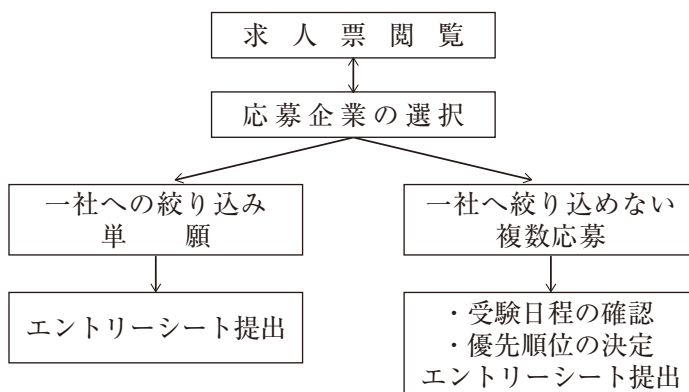 求人票閲覧
応募企業の選択
一社への絞り込み
単願
エントリーシート提出
一社へ絞り込めない
複数応募
・受験日程の確認
・優先順位の決定
エントリーシート提出